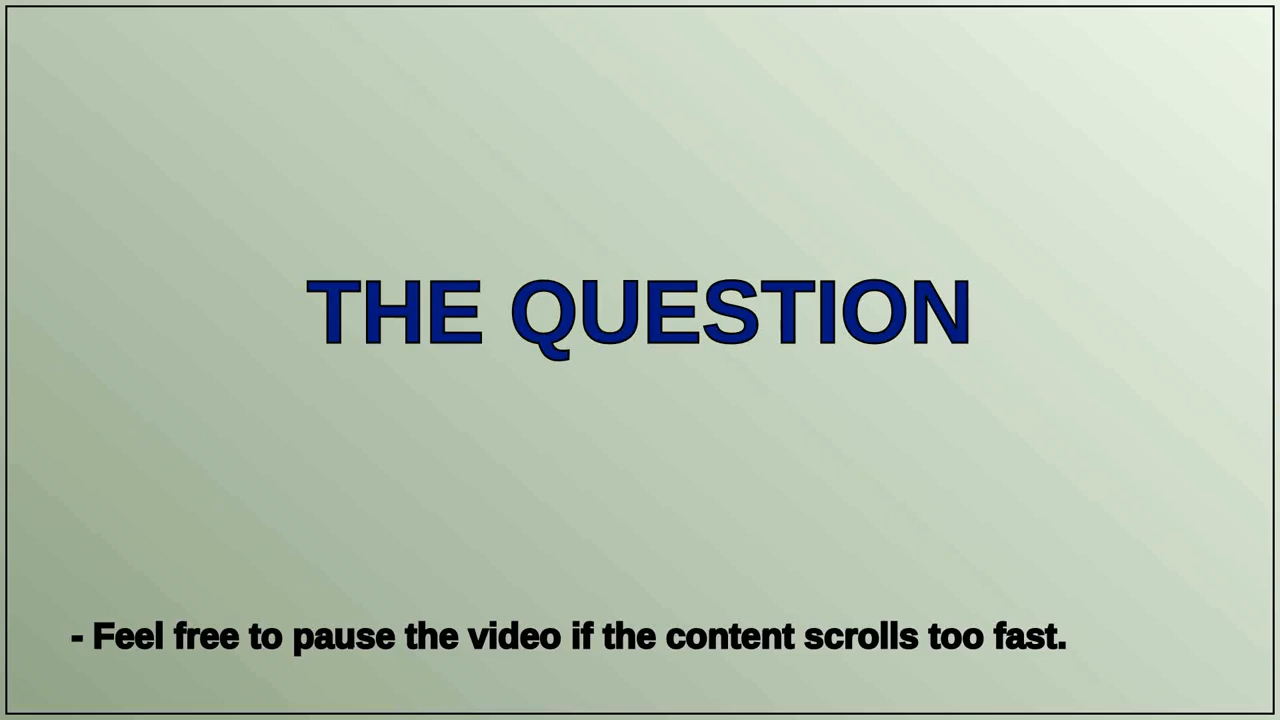 THE QUESTION
- Feel free to pause the video if the content scrolls too fast.